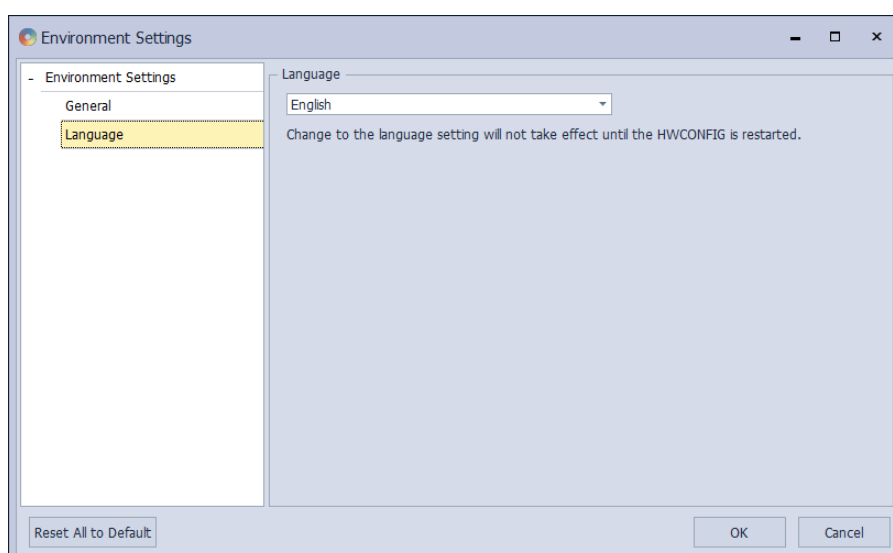 Environment Settings
- Environment Settings
General
Language
Language
English
Change to the language setting will not take effect until the HWCONFIG is restarted.
Reset All to Default
OK
Cancel